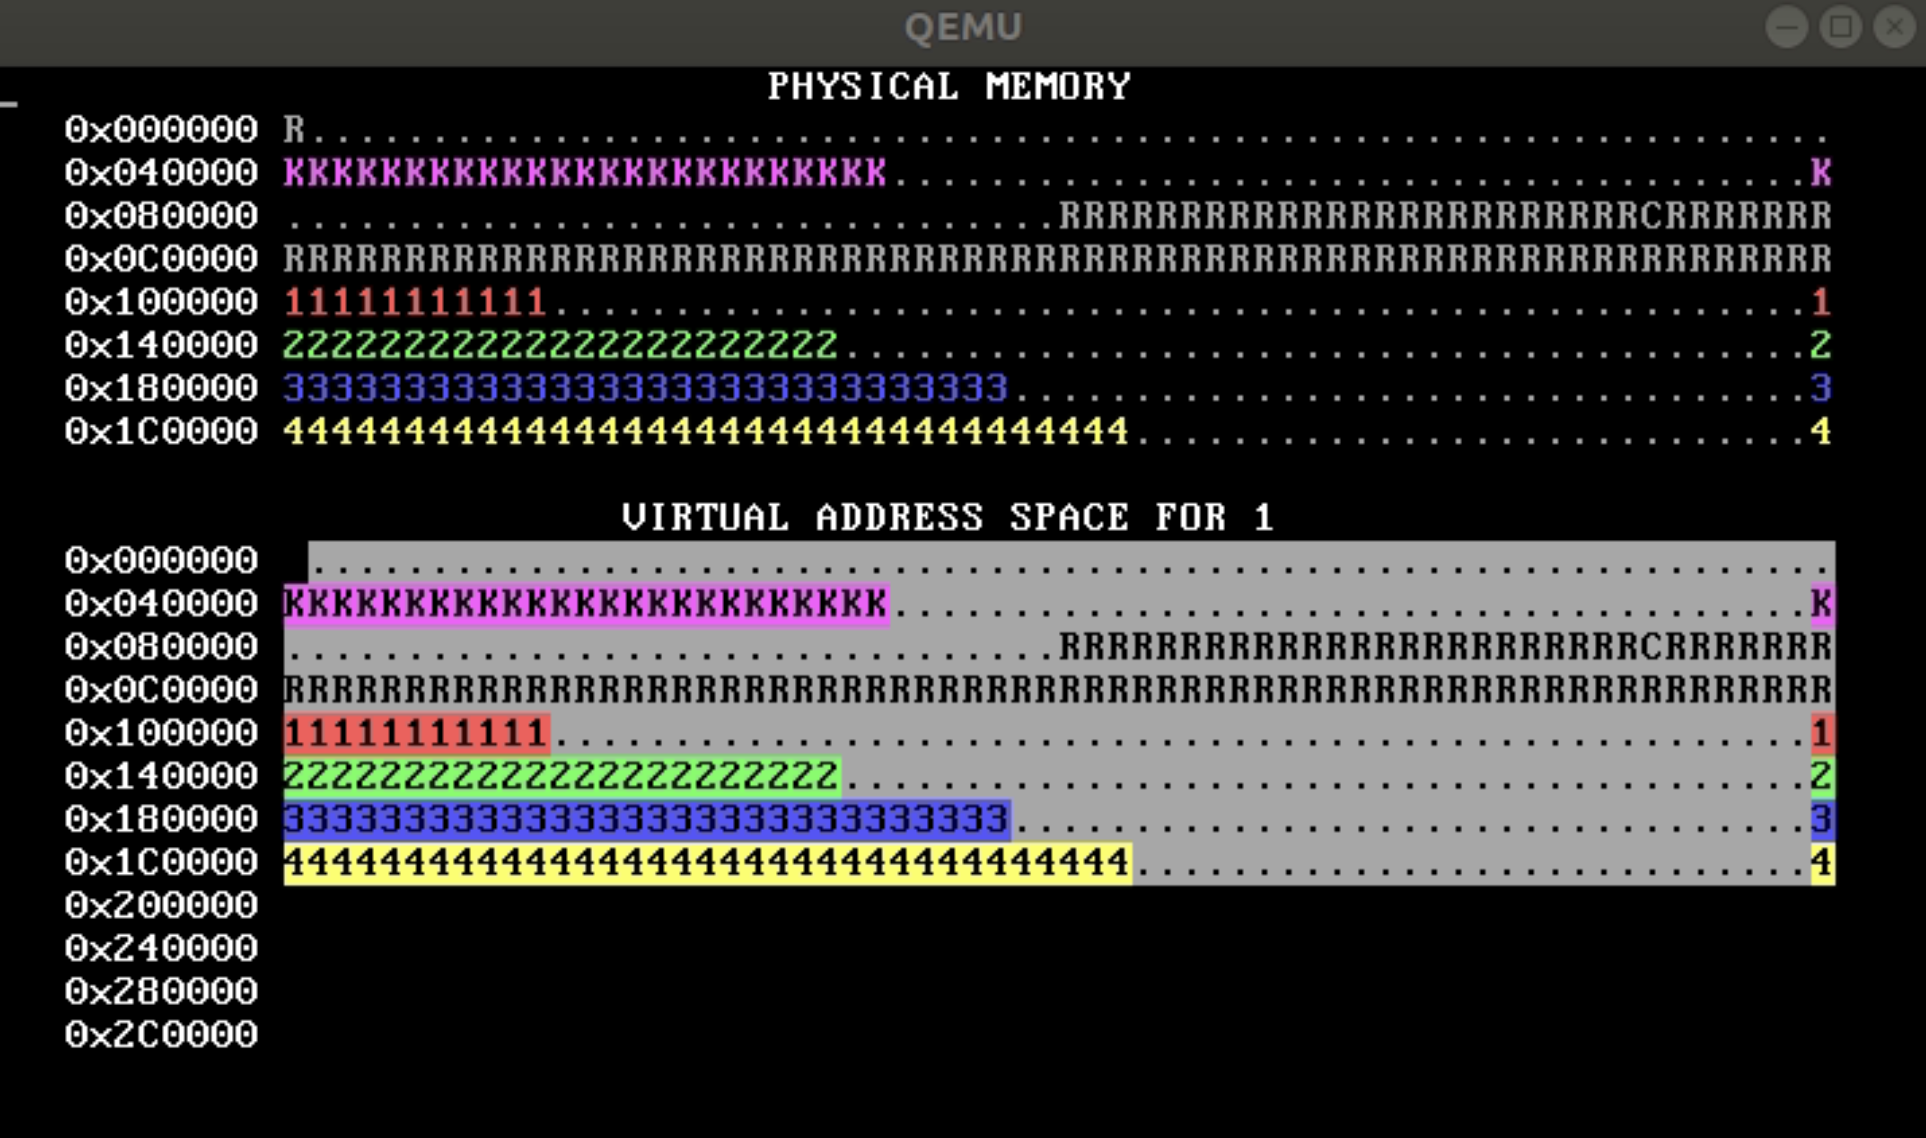 QEMU
PHYSICAL MEMORY
0x000000 R...............................................................
0x040000 KKKKKKKKKKKKKKKKKKKKKKKKK......................................K
0x080000 ................................RRRRRRRRRRRRRRRRRRRRRRRRCRRRRRRR
0x0C0000 RRRRRRRRRRRRRRRRRRRRRRRRRRRRRRRRRRRRRRRRRRRRRRRRRRRRRRRRRRRRRRRR
0x100000 11111111111....................................................1
0x140000 22222222222222222222222........................................2
0x180000 333333333333333333333333333333.................................3
0x1C0000 44444444444444444444444444444444444............................4
VIRTUAL ADDRESS SPACE FOR 1
0x000000  ...............................................................
0x040000 KKKKKKKKKKKKKKKKKKKKKKKKK......................................K
0x080000 ................................RRRRRRRRRRRRRRRRRRRRRRRRCRRRRRRR
0x0C0000 RRRRRRRRRRRRRRRRRRRRRRRRRRRRRRRRRRRRRRRRRRRRRRRRRRRRRRRRRRRRRRRR
0x100000 11111111111....................................................1
0x140000 22222222222222222222222........................................2
0x180000 333333333333333333333333333333.................................3
0x1C0000 44444444444444444444444444444444444............................4
0x200000
0x240000
0x280000
0x2C0000